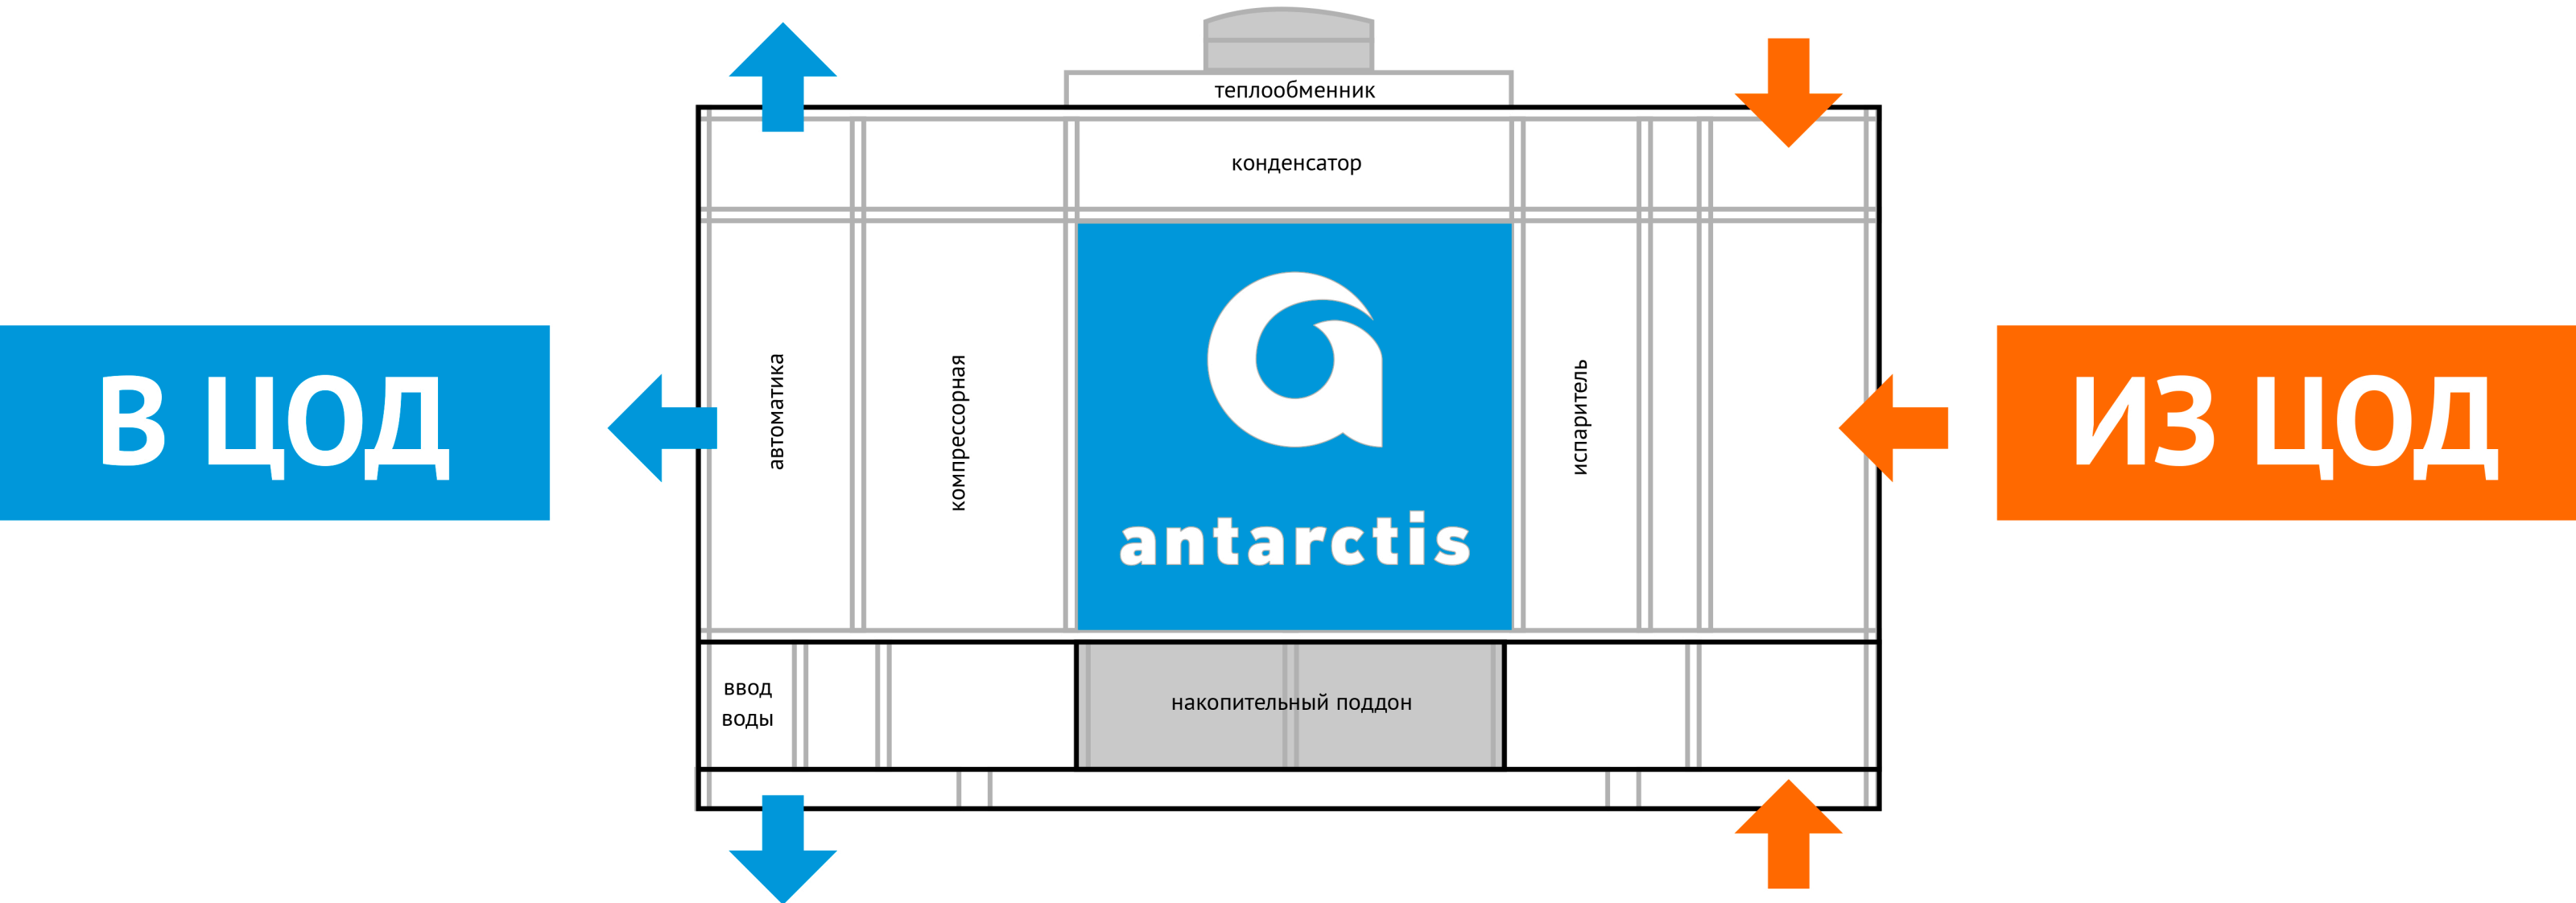 теплообменник
конденсатор
В ЦОД
автоматика
компрессорная
antarctis
испаритель
ИЗ ЦОД
ввод
воды
накопительный поддон